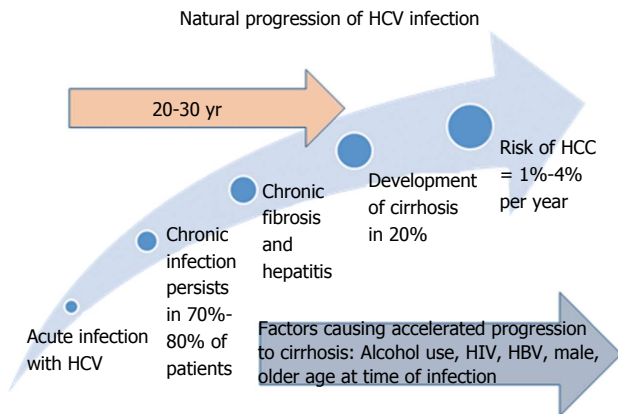 Natural progression of HCV infection
20-30 yr
Acute infection
with HCV
Chronic
infection
persists
in 70%-
80% of
patients
Chronic
fibrosis
and
hepatitis
Development
of cirrhosis
in 20%
Risk of HCC
= 1%-4%
per year
Factors causing accelerated progression
to cirrhosis: Alcohol use, HIV, HBV, male,
older age at time of infection